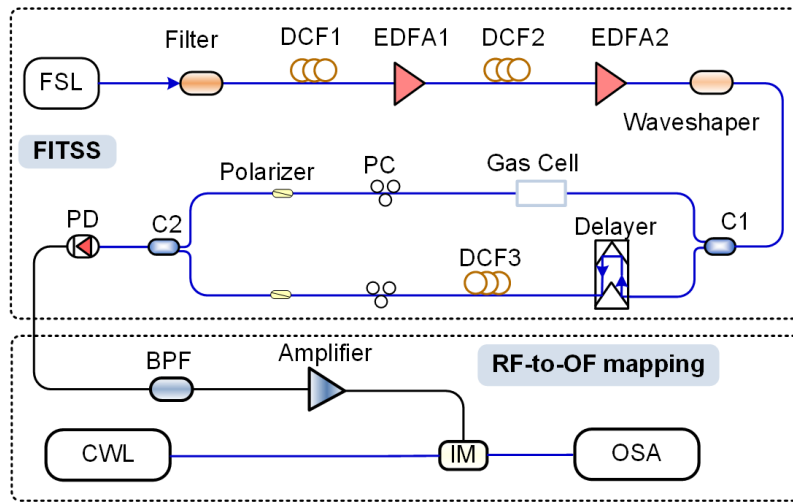 Filter
DCF1
EDFA1
DCF2
EDFA2
FSL
Waveshaper
FITSS
Polarizer
PC
Gas Cell
PD
C2
Delayer
C1
DCF3
BPF
Amplifier
RF-to-OF mapping
CWL
IM
OSA